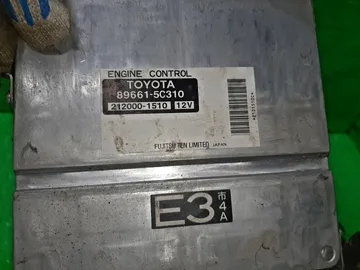 ENGINE CONTROL
TOYOTA
89661-5C310
212000-1510 12V
FUJITSU TEN LIMITED JAPAN
E3
4A